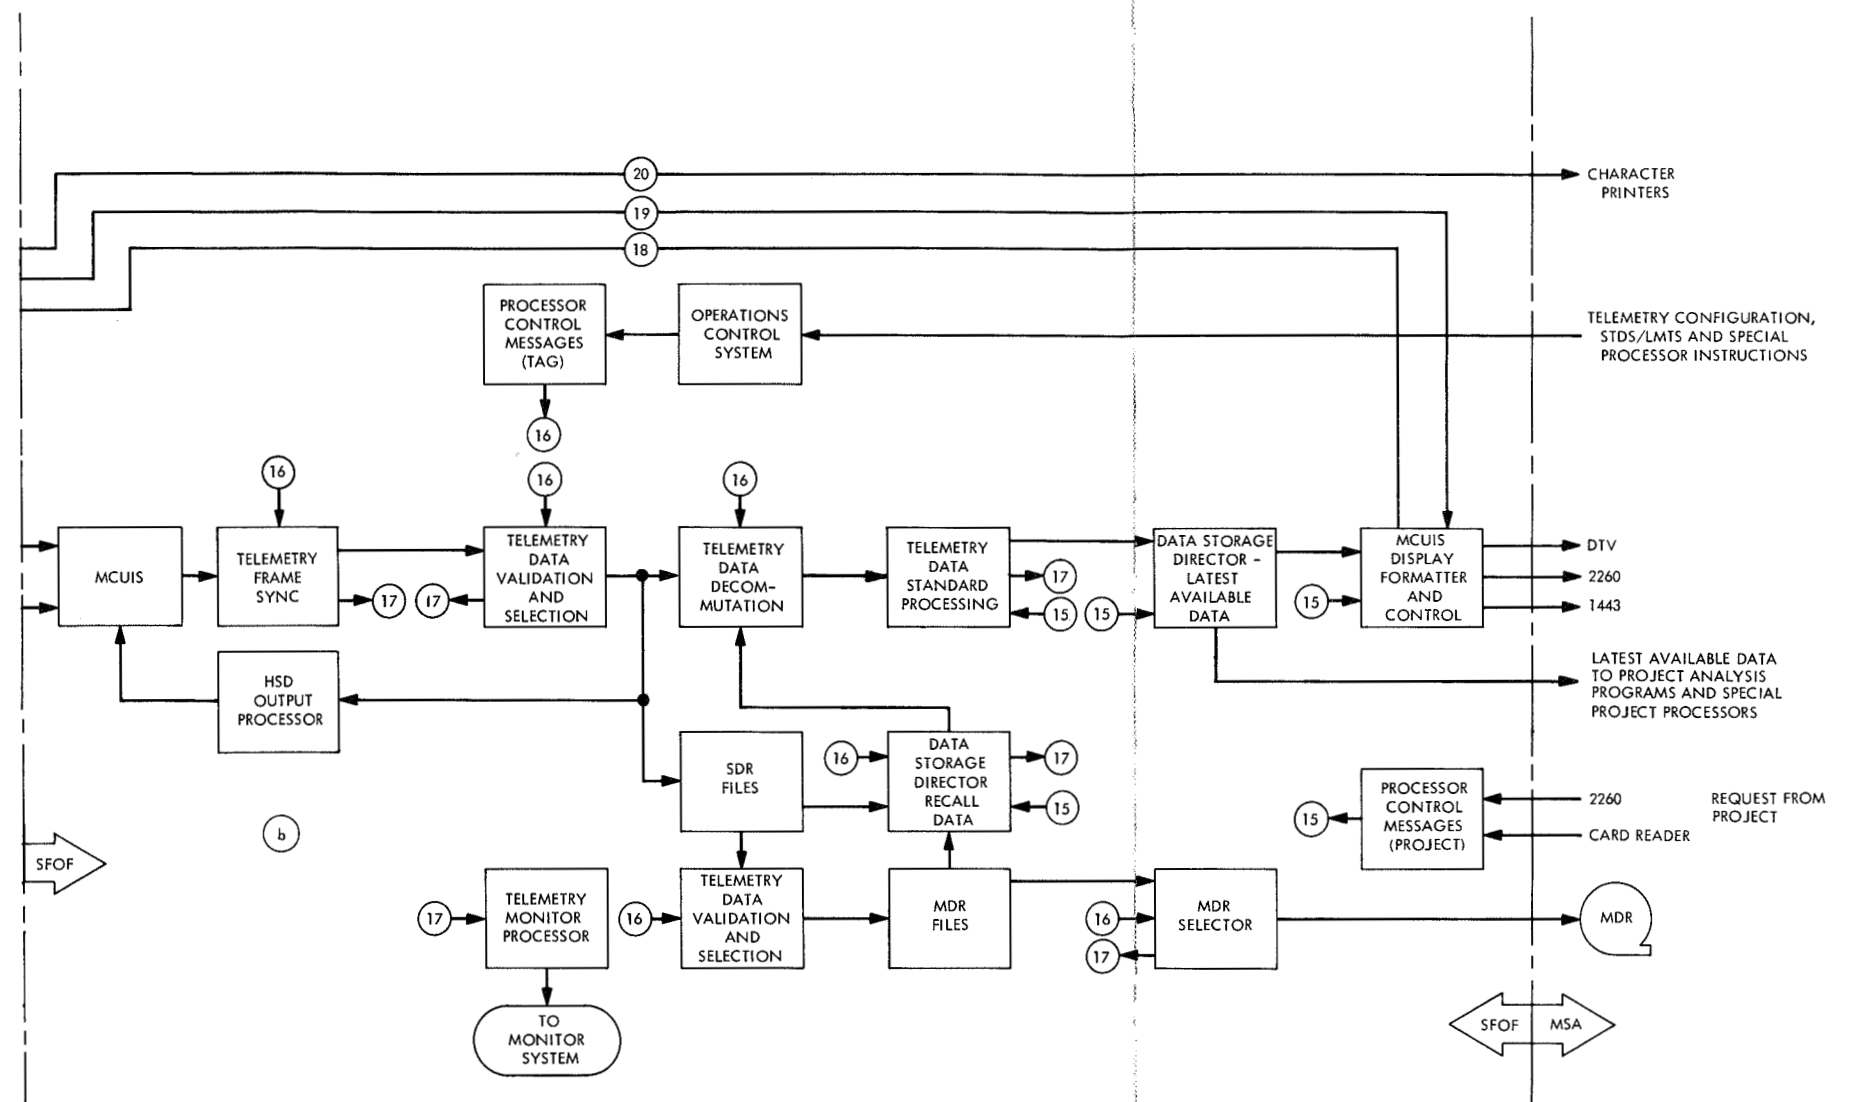 20
CHARACTER
PRINTERS
19
18
PROCESSOR
CONTROL
MESSAGES
(TAG)
OPERATIONS
CONTROL
SYSTEM
TELEMETRY CONFIGURATION,
STDS/LMTS AND SPECIAL
PROCESSOR INSTRUCTIONS
16
16
16
16
MCUIS
TELEMETRY
FRAME
SYNC
17
17
TELEMETRY
DATA
VALIDATION
AND
SELECTION
TELEMETRY
DATA
DECOM-
MUTATION
TELEMETRY
DATA
STANDARD
PROCESSING
17
15
15
DATA STORAGE
DIRECTOR -
LATEST
AVAILABLE
DATA
15
MCUIS
DISPLAY
FORMATTER
AND
CONTROL
DTV
2260
1443
LATEST AVAILABLE DATA
TO PROJECT ANALYSIS
PROGRAMS AND SPECIAL
PROJECT PROCESSORS
HSD
OUTPUT
PROCESSOR
SDR
FILES
16
DATA
STORAGE
DIRECTOR
RECALL
DATA
17
15
15
PROCESSOR
CONTROL
MESSAGES
(PROJECT)
2260
CARD READER
REQUEST FROM
PROJECT
b
SFOF
17
TELEMETRY
MONITOR
PROCESSOR
16
TELEMETRY
DATA
VALIDATION
AND
SELECTION
MDR
FILES
16
17
MDR
SELECTOR
MDR
TO
MONITOR
SYSTEM
SFOF
MSA